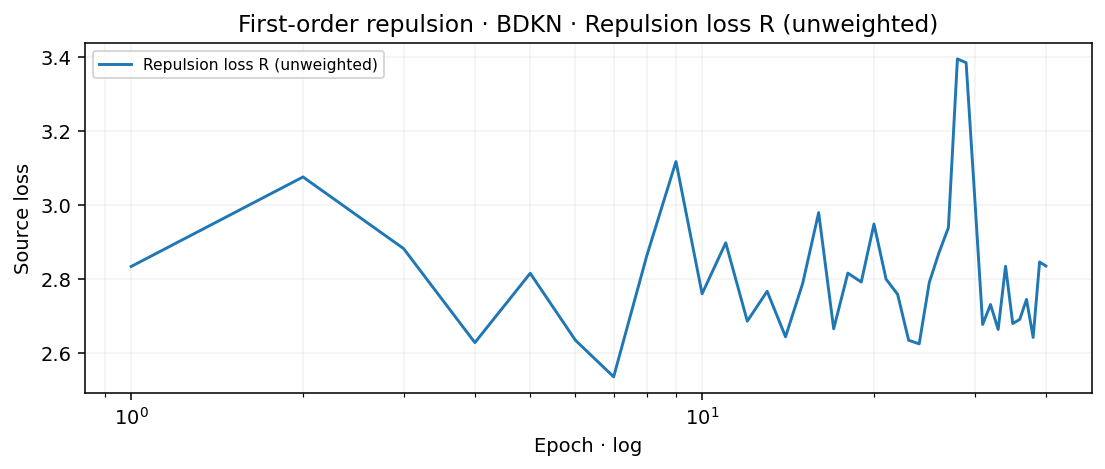 First-order repulsion · BDKN · Repulsion loss R (unweighted)
Repulsion loss R (unweighted)
3.4
3.2
3.0
2.8
2.6
Source loss
10⁰
10¹
Epoch · log